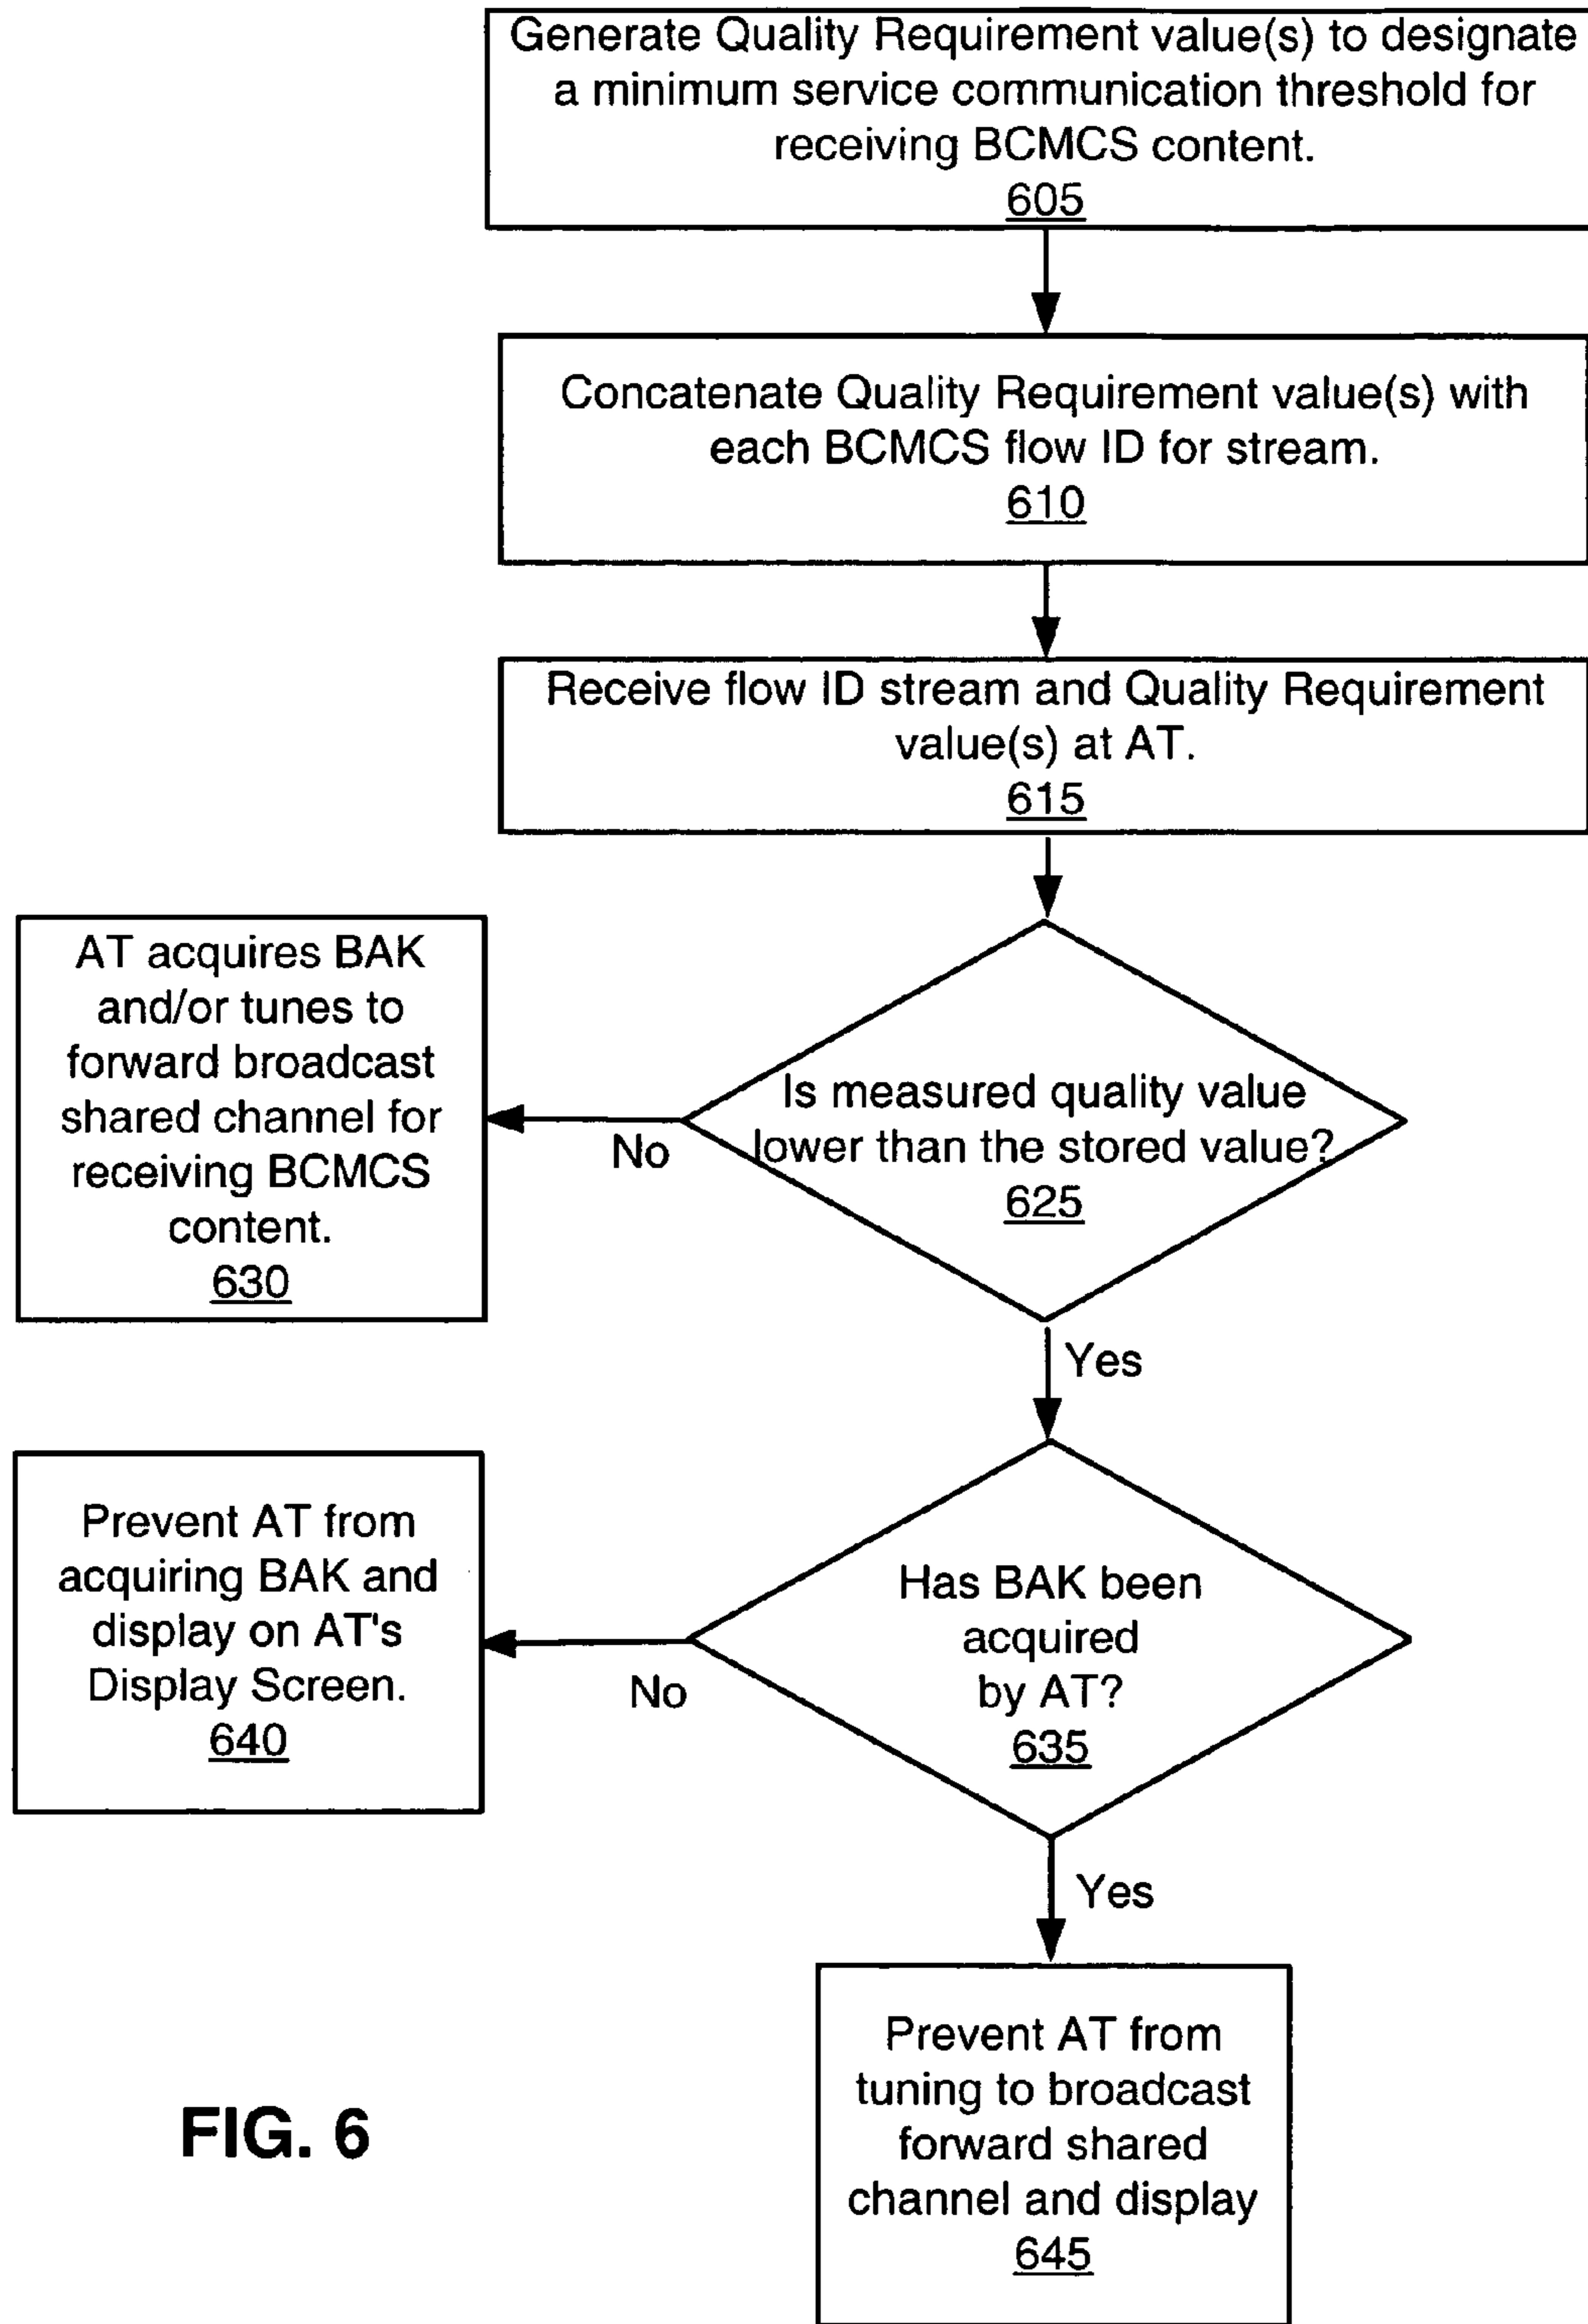 Generate Quality Requirement value(s) to designate
a minimum service communication threshold for
receiving BCMCS content.
605
Concatenate Quality Requirement value(s) with
each BCMCS flow ID for stream.
610
Receive flow ID stream and Quality Requirement
value(s) at AT.
615
AT acquires BAK
and/or tunes to
forward broadcast
shared channel for
receiving BCMCS
content.
630
No
Is measured quality value
lower than the stored value?
625
Yes
Prevent AT from
acquiring BAK and
display on AT's
Display Screen.
640
No
Has BAK been
acquired
by AT?
635
Yes
Prevent AT from
tuning to broadcast
forward shared
channel and display
645
FIG. 6